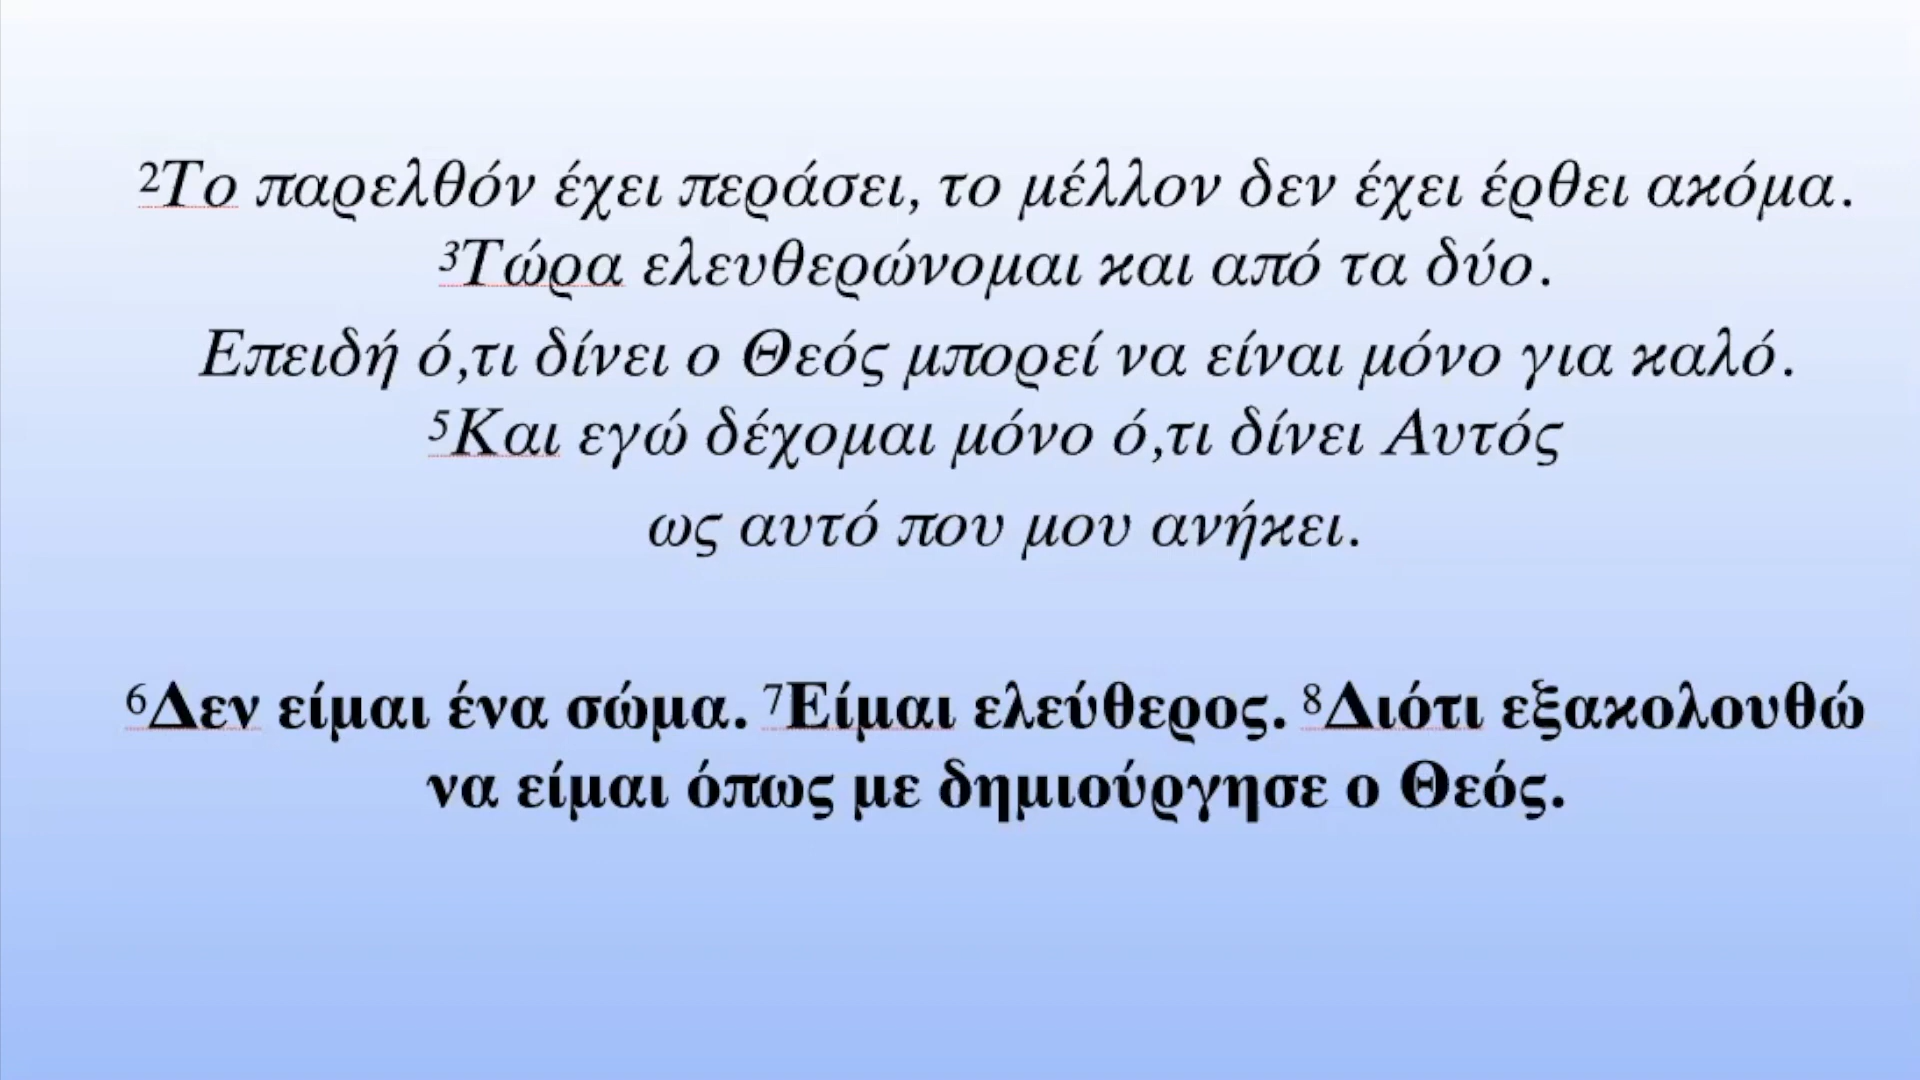 ²Το παρελθόν έχει περάσει, το μέλλον δεν έχει έρθει ακόμα.
³Τώρα ελευθερώνομαι και από τα δύο.
Επειδή ό,τι δίνει ο Θεός μπορεί να είναι μόνο για καλό.
⁵Και εγώ δέχομαι μόνο ό,τι δίνει Αυτός
ως αυτό που μου ανήκει.
⁶Δεν είμαι ένα σώμα. ⁷Είμαι ελεύθερος. ⁸Διότι εξακολουθώ
να είμαι όπως με δημιούργησε ο Θεός.